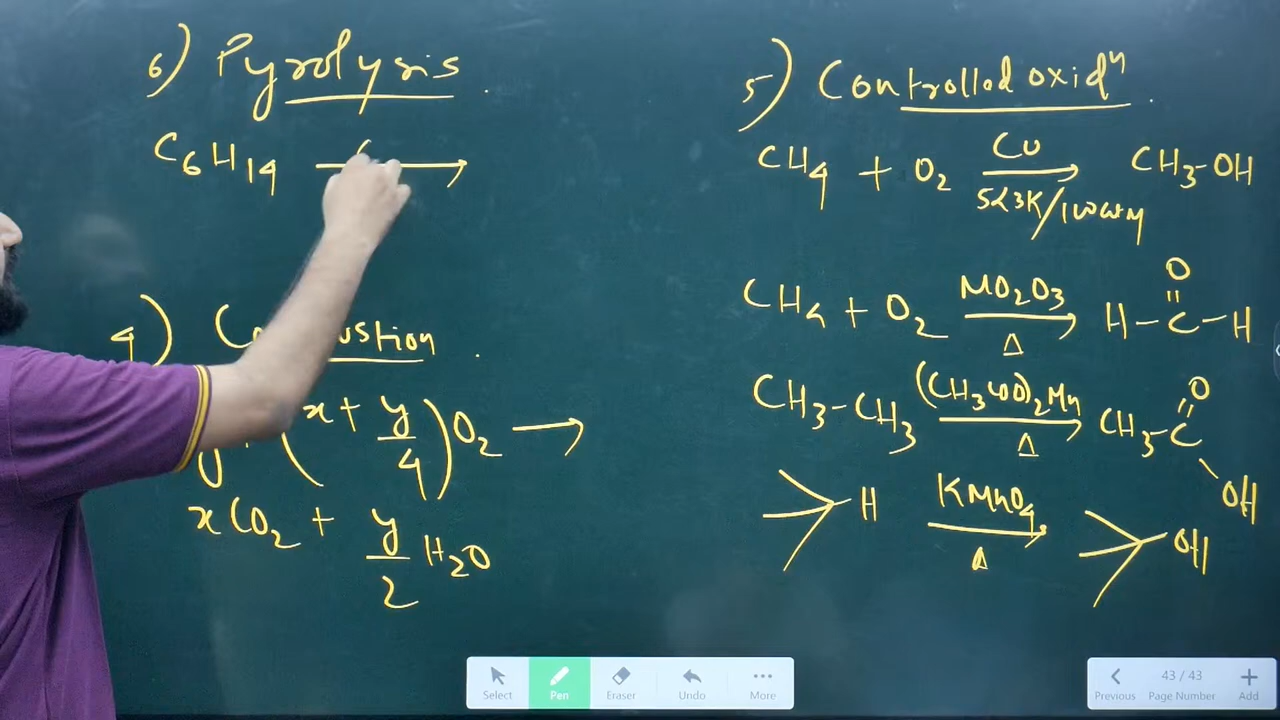 6) Pyrolysis .
C6H14 ⟶
4) Combustion .
(x + y/4) O2 ⟶
xCO2 + y/2 H2O
5) Controlled oxidⁿ .
CH4 + O2 ⟶ CH3-OH
Cu
523K/100atm
CH4 + O2 ⟶ H-C-H
MO2O3
Δ
O
CH3-CH3 ⟶ CH3-C
(CH3COO)2Mn
Δ
O
OH
H ⟶ OH
KMnO4
Δ
Select
Pen
Eraser
Undo
More
Previous
43 / 43
Page Number
Add